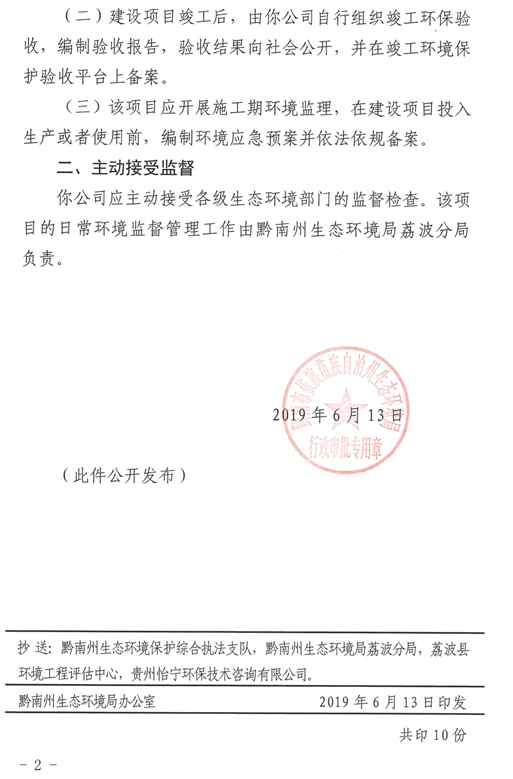 （二）建设项目竣工后，由你公司自行组织竣工环保验
收，编制验收报告，验收结果向社会公开，并在竣工环境保
护验收平台上备案。
（三）该项目应开展施工期环境监理，在建设项目投入
生产或者使用前，编制环境应急预案并依法依规备案。
二、主动接受监督
你公司应主动接受各级生态环境部门的监督检查。该项
目的日常环境监督管理工作由黔南州生态环境局荔波分局
负责。
黔南布依族苗族自治州生态环境局
2019 年 6 月 13 日
行政审批专用章
（此件公开发布）
抄 送：黔南州生态环境保护综合执法支队，黔南州生态环境局荔波分局，荔波县
环境工程评估中心，贵州怡宁环保技术咨询有限公司。
黔南州生态环境局办公室 2019 年 6 月 13 日印发
共印 10 份
- 2 -